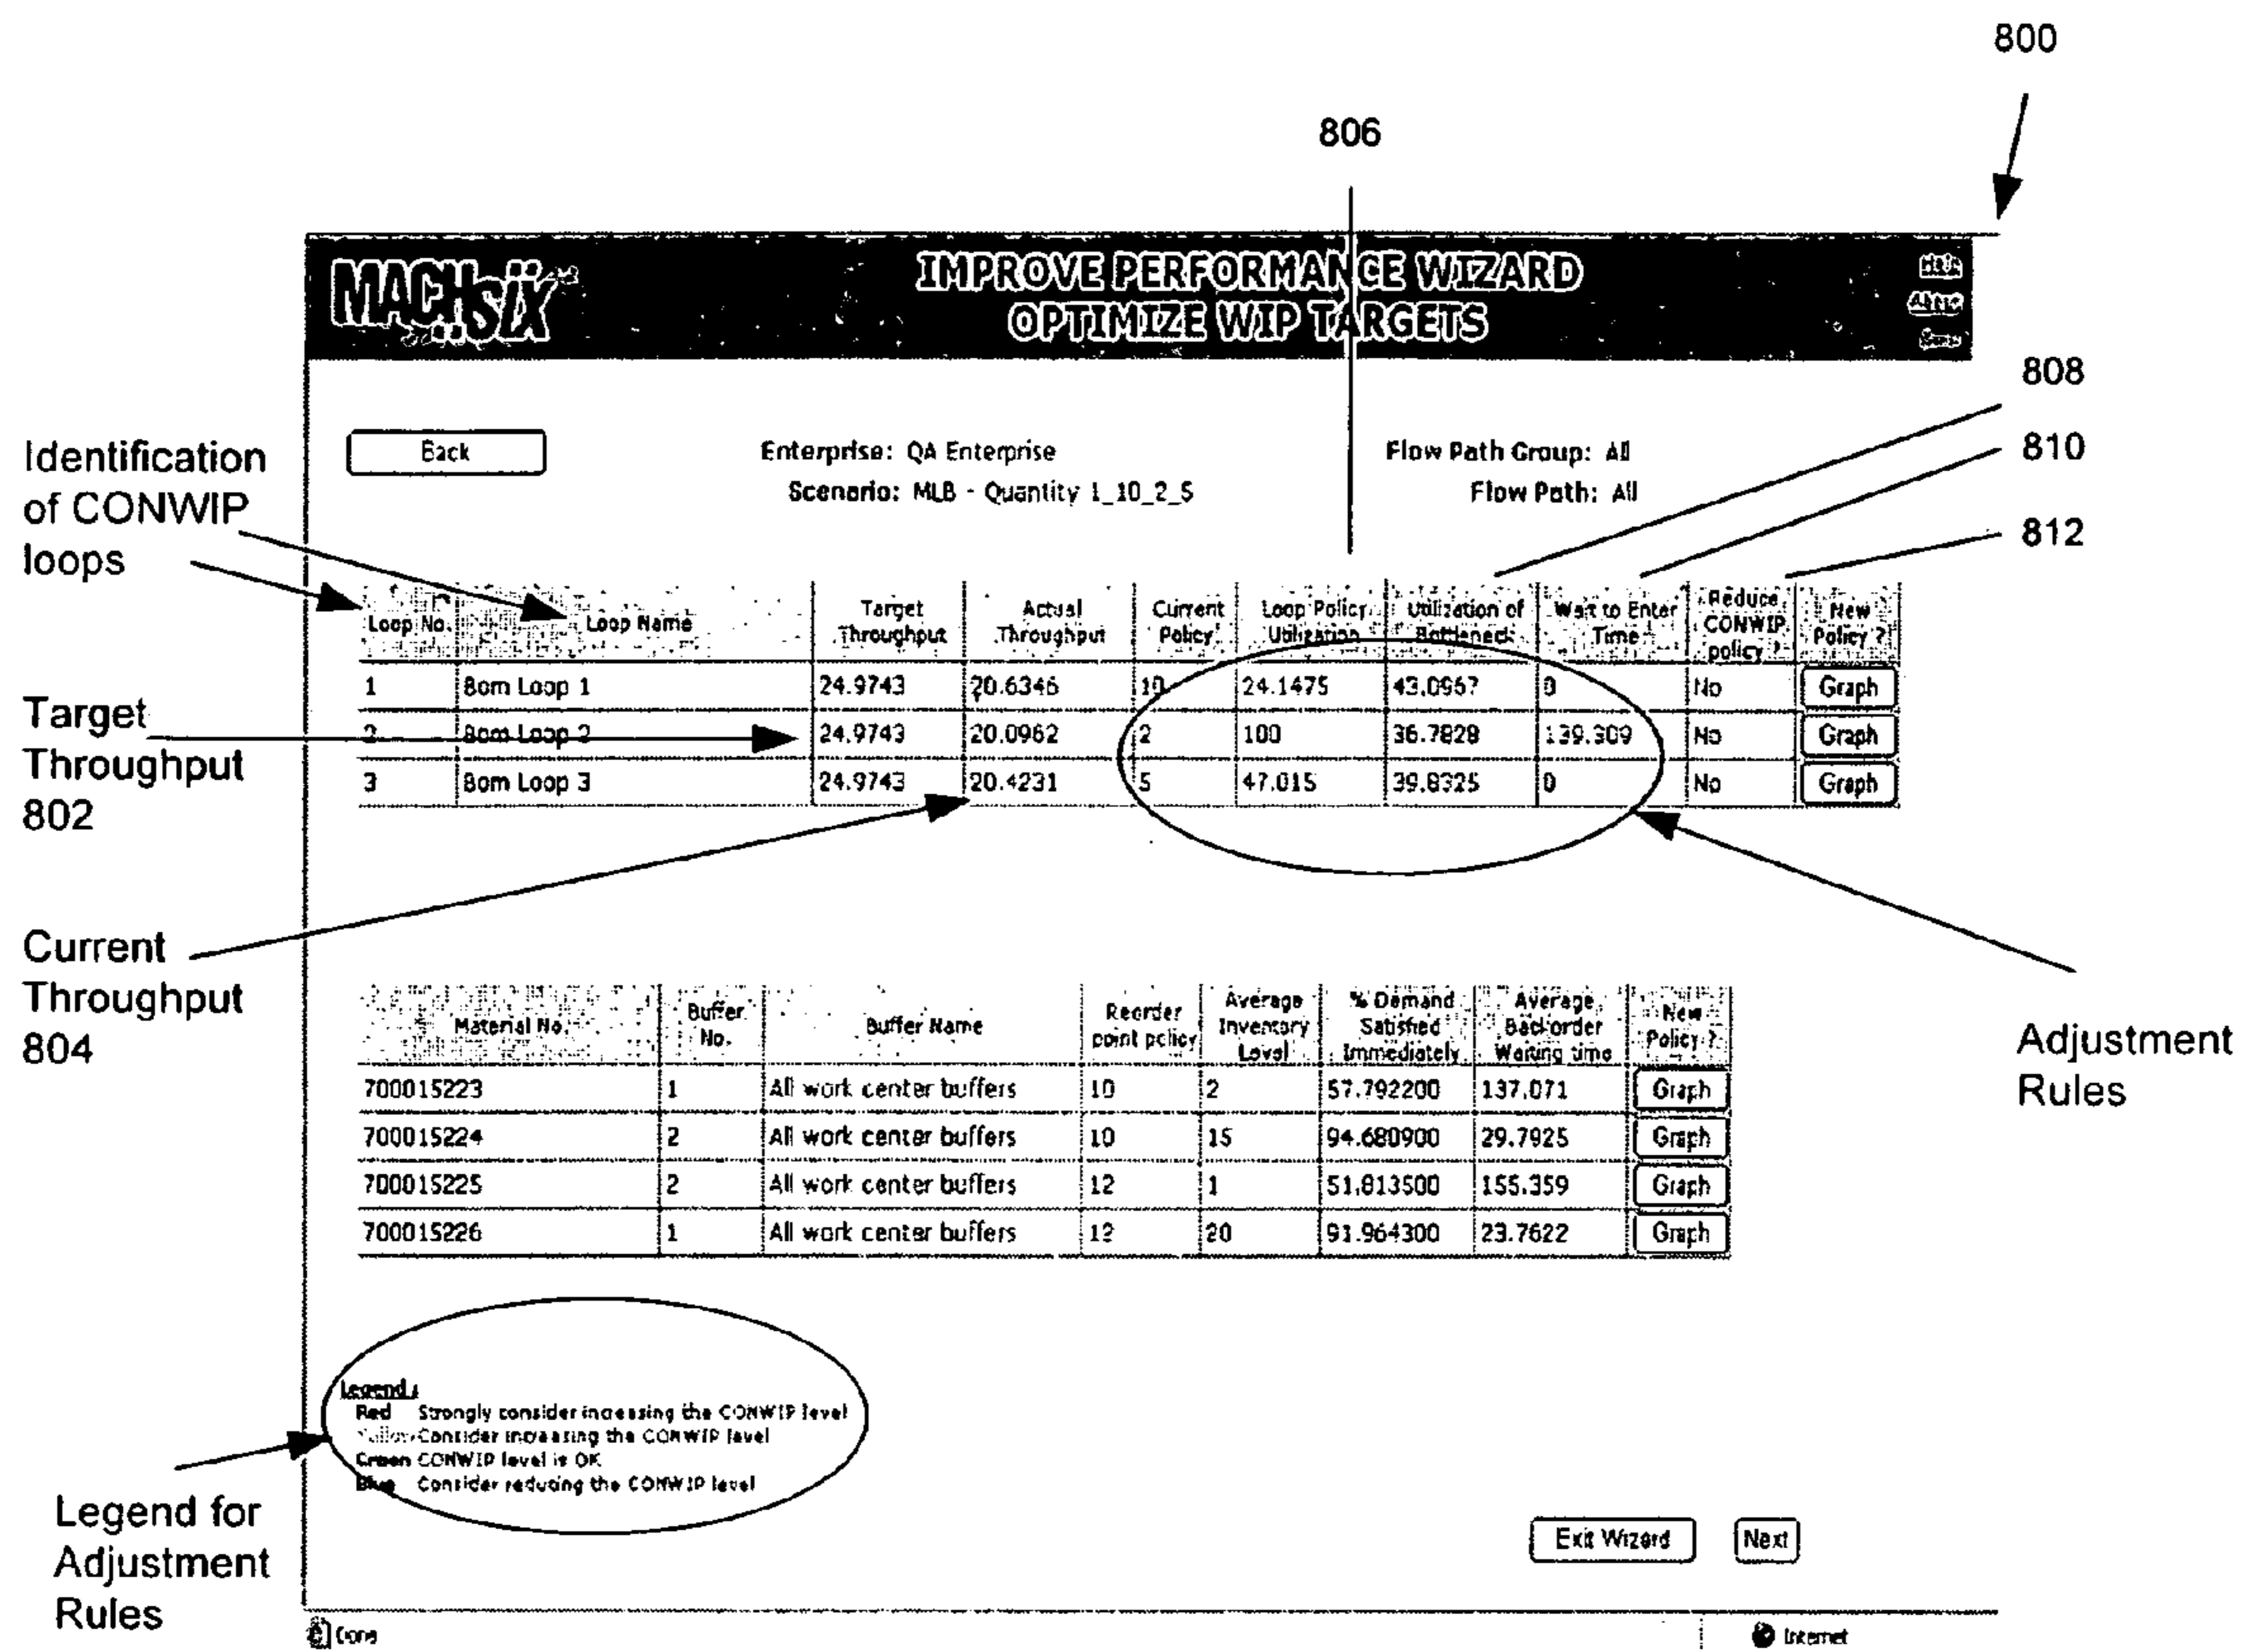 800
806
MACHSiX
IMPROVE PERFORMANCE WIZARD
OPTIMIZE WIP TARGETS
Help
808
810
812
Back
Enterprise: QA Enterprise
Flow Path Group: All
Scenario: MLB - Quantity 1_10_2_5
Flow Path: All
Identification
of CONWIP
loops
Loop No. Loop Name Target Throughput Actual Throughput Current Policy Loop Policy Utilization Utilization of Bottleneck Wait to Enter Time Reduce CONWIP policy ? New Policy ?
1 Bom Loop 1 24.9743 20.6346 10 24.1475 43.0967 0 No Graph
2 Bom Loop 2 24.9743 20.0962 2 100 36.7828 139.309 No Graph
3 Bom Loop 3 24.9743 20.4231 5 47.015 39.8325 0 No Graph
Target
Throughput
802
Current
Throughput
804
Adjustment
Rules
Material No. Buffer No. Buffer Name Reorder point policy Average Inventory Level % Demand Satisfied Immediately Average Backorder Waiting time New Policy ?
700015223 1 All work center buffers 10 2 57.792200 137.071 Graph
700015224 2 All work center buffers 10 15 94.680900 29.7925 Graph
700015225 2 All work center buffers 12 1 51.813500 155.359 Graph
700015226 1 All work center buffers 12 20 91.964300 23.7622 Graph
Legend:
Red Strongly consider increasing the CONWIP level
Yellow Consider increasing the CONWIP level
Green CONWIP level is OK
Blue Consider reducing the CONWIP level
Legend for
Adjustment
Rules
Exit Wizard
Next
Done
Internet